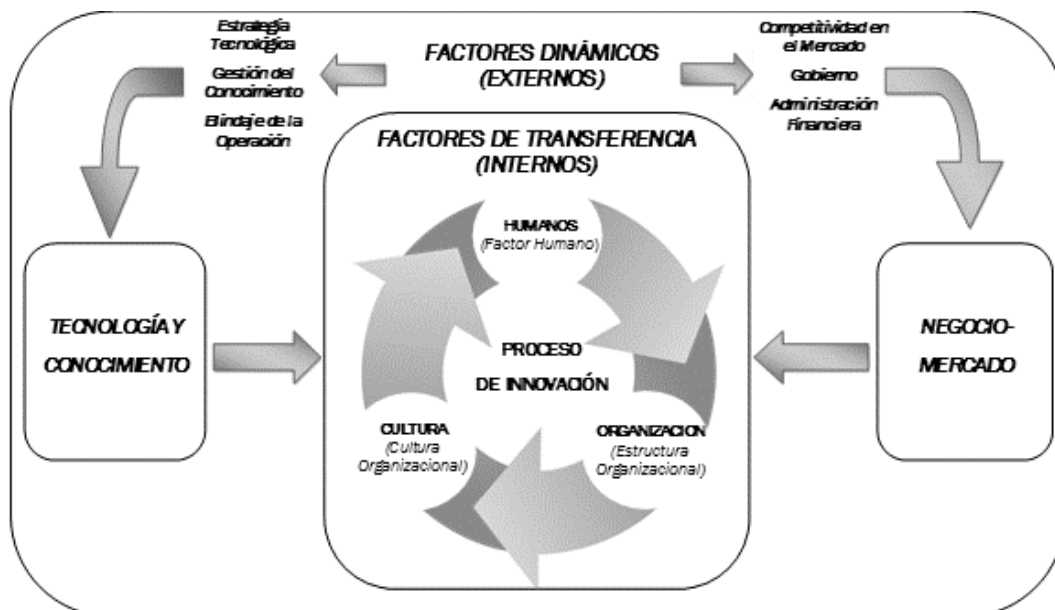 Estrategia
Tecnológica
Gestión del
Conocimiento
Blindaje de la
Operación
FACTORES DINÁMICOS
(EXTERNOS)
Competitividad en
el Mercado
Gobierno
Administración
Financiera
FACTORES DE TRANSFERENCIA
(INTERNOS)
HUMANOS
(Factor Humano)
TECNOLOGÍA Y
CONOCIMIENTO
PROCESO
DE INNOVACIÓN
NEGOCIO-
MERCADO
CULTURA
(Cultura
Organizacional)
ORGANIZACION
(Estructura
Organizacional)